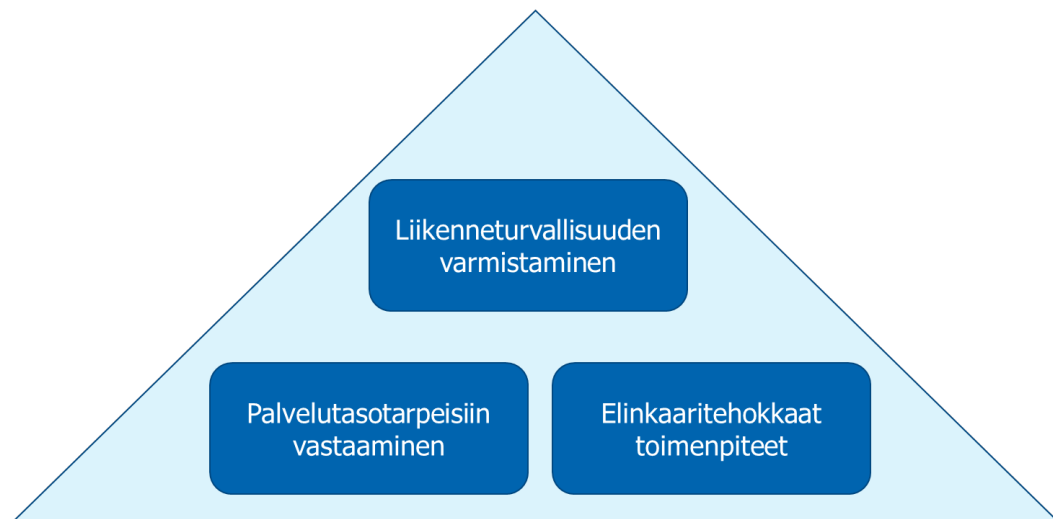 Liikenneturvallisuuden
varmistaminen
Palvelutasotarpeisiin
vastaaminen
Elinkaaritehokkaat
toimenpiteet